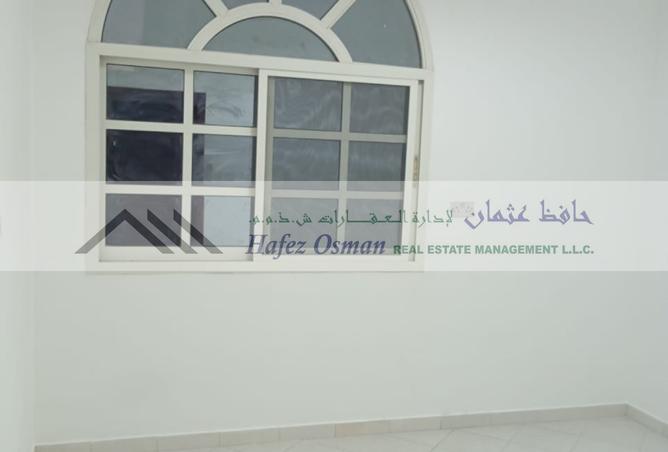 حافظ عثمان لإدارة العقارات ش.ذ.م.م.
Hafez Osman REAL ESTATE MANAGEMENT L.L.C.